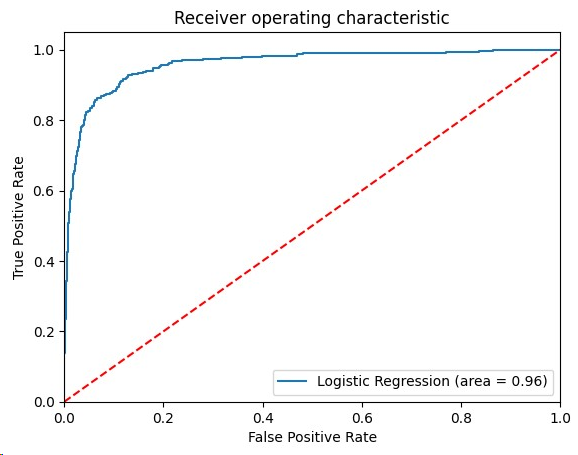 Receiver operating characteristic
1.0
0.8
0.6
0.4
0.2
0.0
True Positive Rate
Logistic Regression (area = 0.96)
0.0 0.2 0.4 0.6 0.8 1.0
False Positive Rate